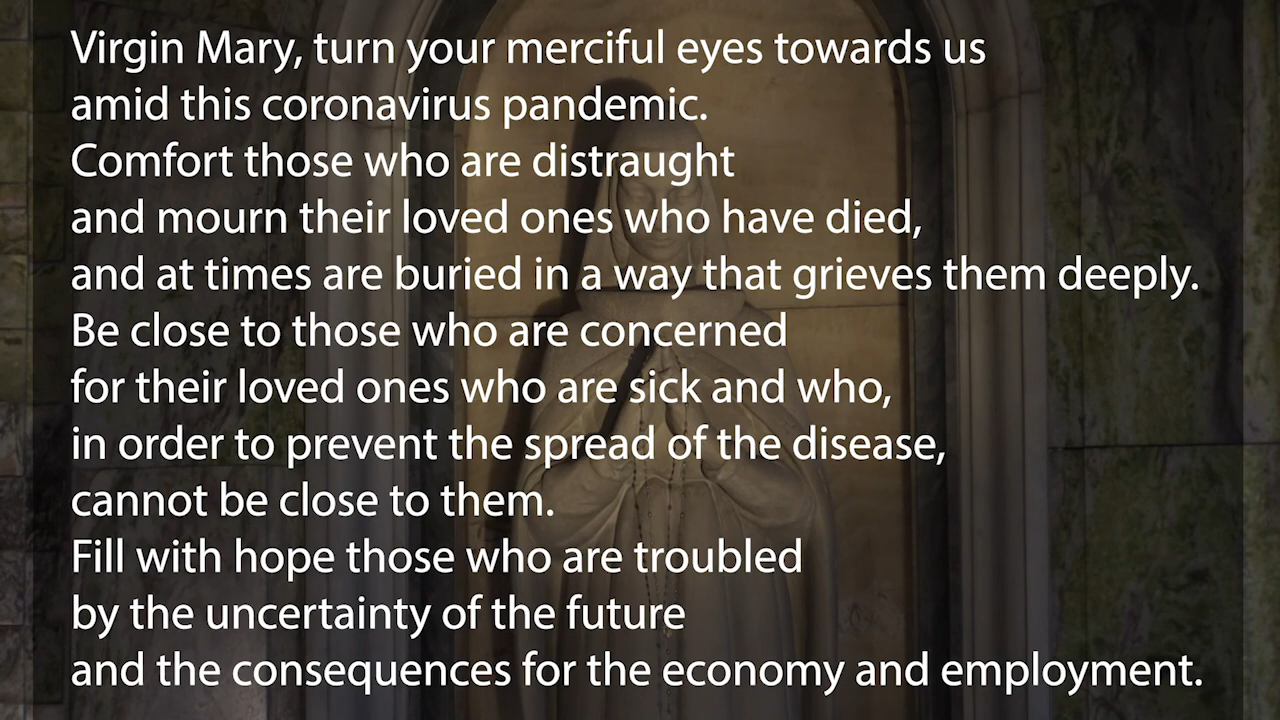 Virgin Mary, turn your merciful eyes towards us
amid this coronavirus pandemic.
Comfort those who are distraught
and mourn their loved ones who have died,
and at times are buried in a way that grieves them deeply.
Be close to those who are concerned
for their loved ones who are sick and who,
in order to prevent the spread of the disease,
cannot be close to them.
Fill with hope those who are troubled
by the uncertainty of the future
and the consequences for the economy and employment.